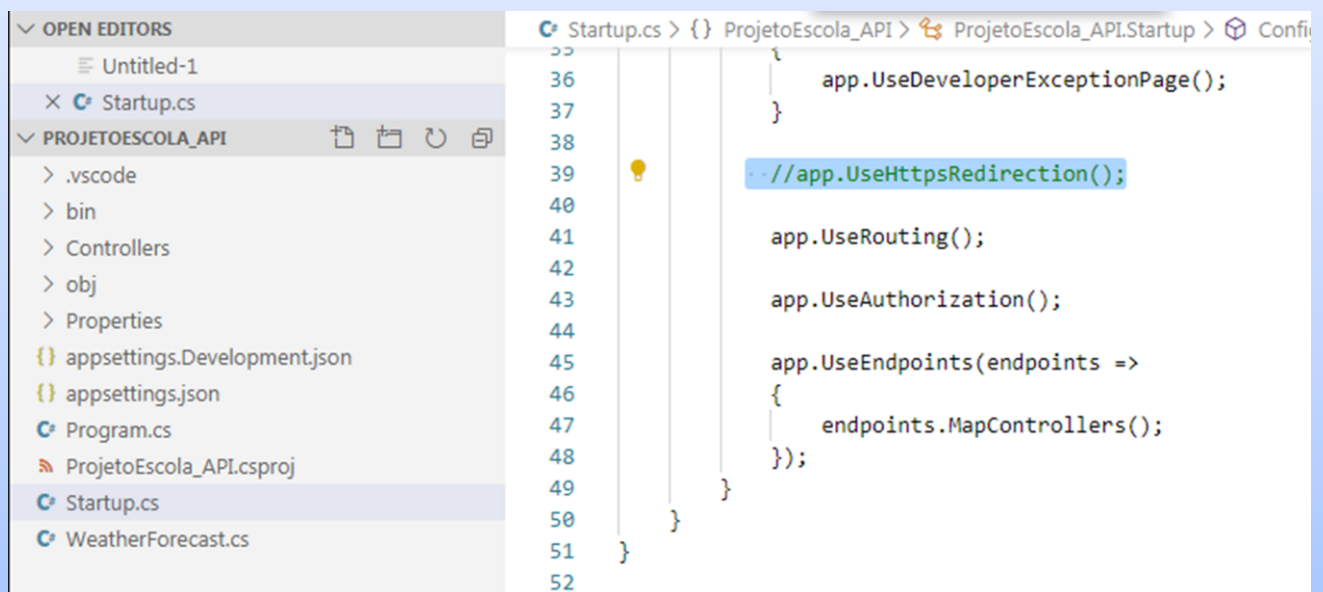 OPEN EDITORS
Untitled-1
Startup.cs
PROJETOESCOLA_API
.vscode
bin
Controllers
obj
Properties
{} appsettings.Development.json
{} appsettings.json
C# Program.cs
ProjetoEscola_API.csproj
C# Startup.cs
C# WeatherForecast.cs
C# Startup.cs > {} ProjetoEscola_API > ProjetoEscola_API.Startup >
35 {
36 app.UseDeveloperExceptionPage();
37 }
38
39 //app.UseHttpsRedirection();
40
41 app.UseRouting();
42
43 app.UseAuthorization();
44
45 app.UseEndpoints(endpoints =>
46 {
47 endpoints.MapControllers();
48 });
49 }
50 }
51 }
52